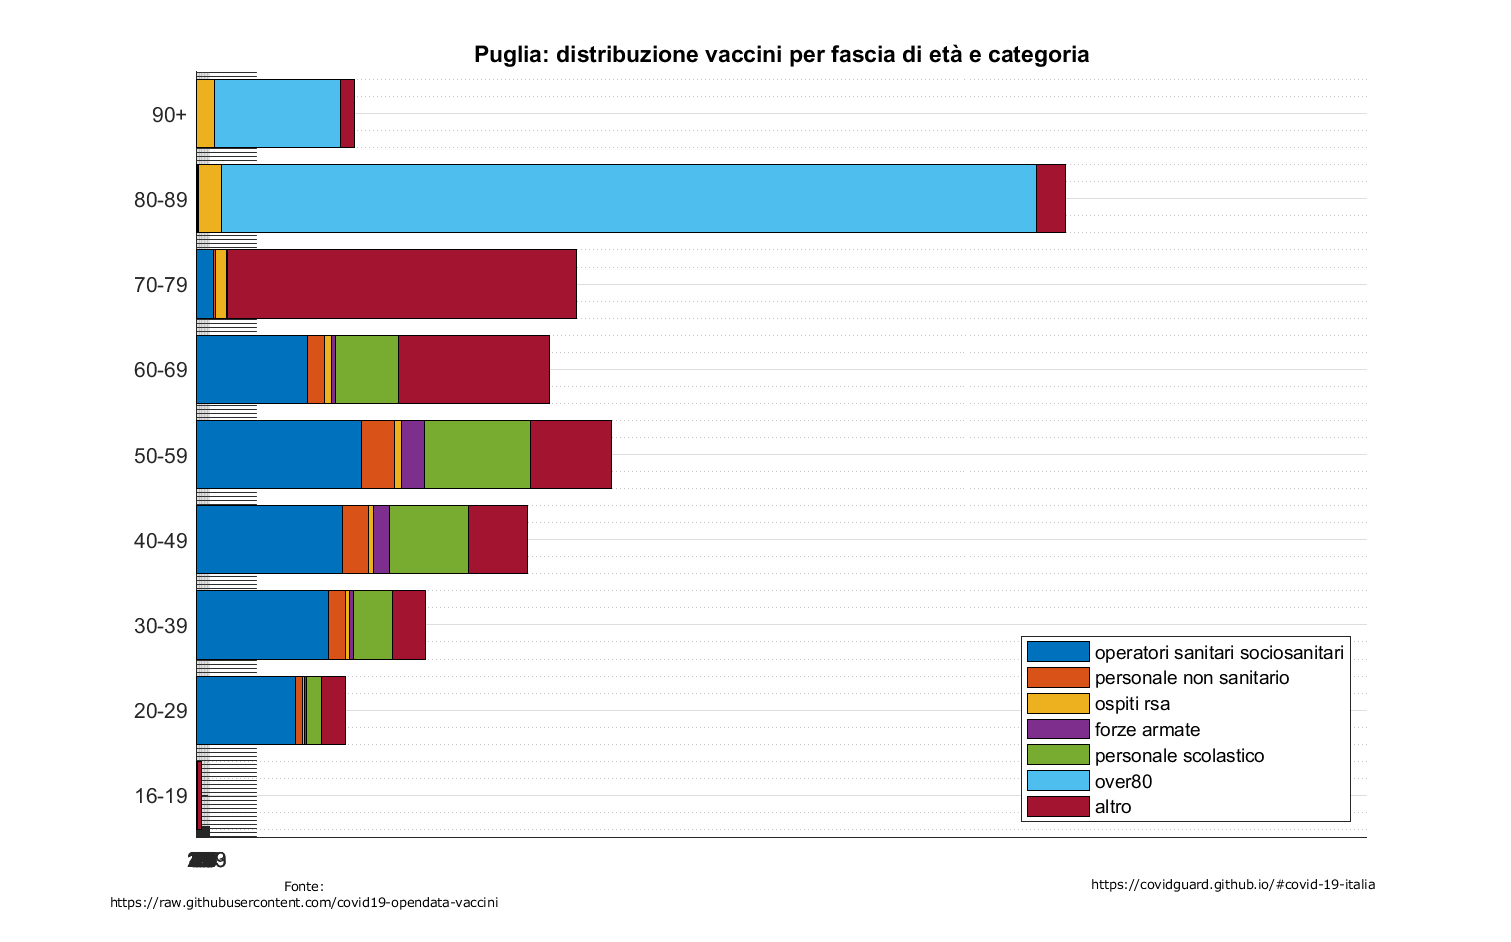 Puglia: distribuzione vaccini per fascia di età e categoria
90+
80-89
70-79
60-69
50-59
40-49
30-39
20-29
16-19
operatori sanitari sociosanitari
personale non sanitario
ospiti rsa
forze armate
personale scolastico
over80
altro
Fonte:
https://raw.githubusercontent.com/covid19-opendata-vaccini
https://covidguard.github.io/#covid-19-italia